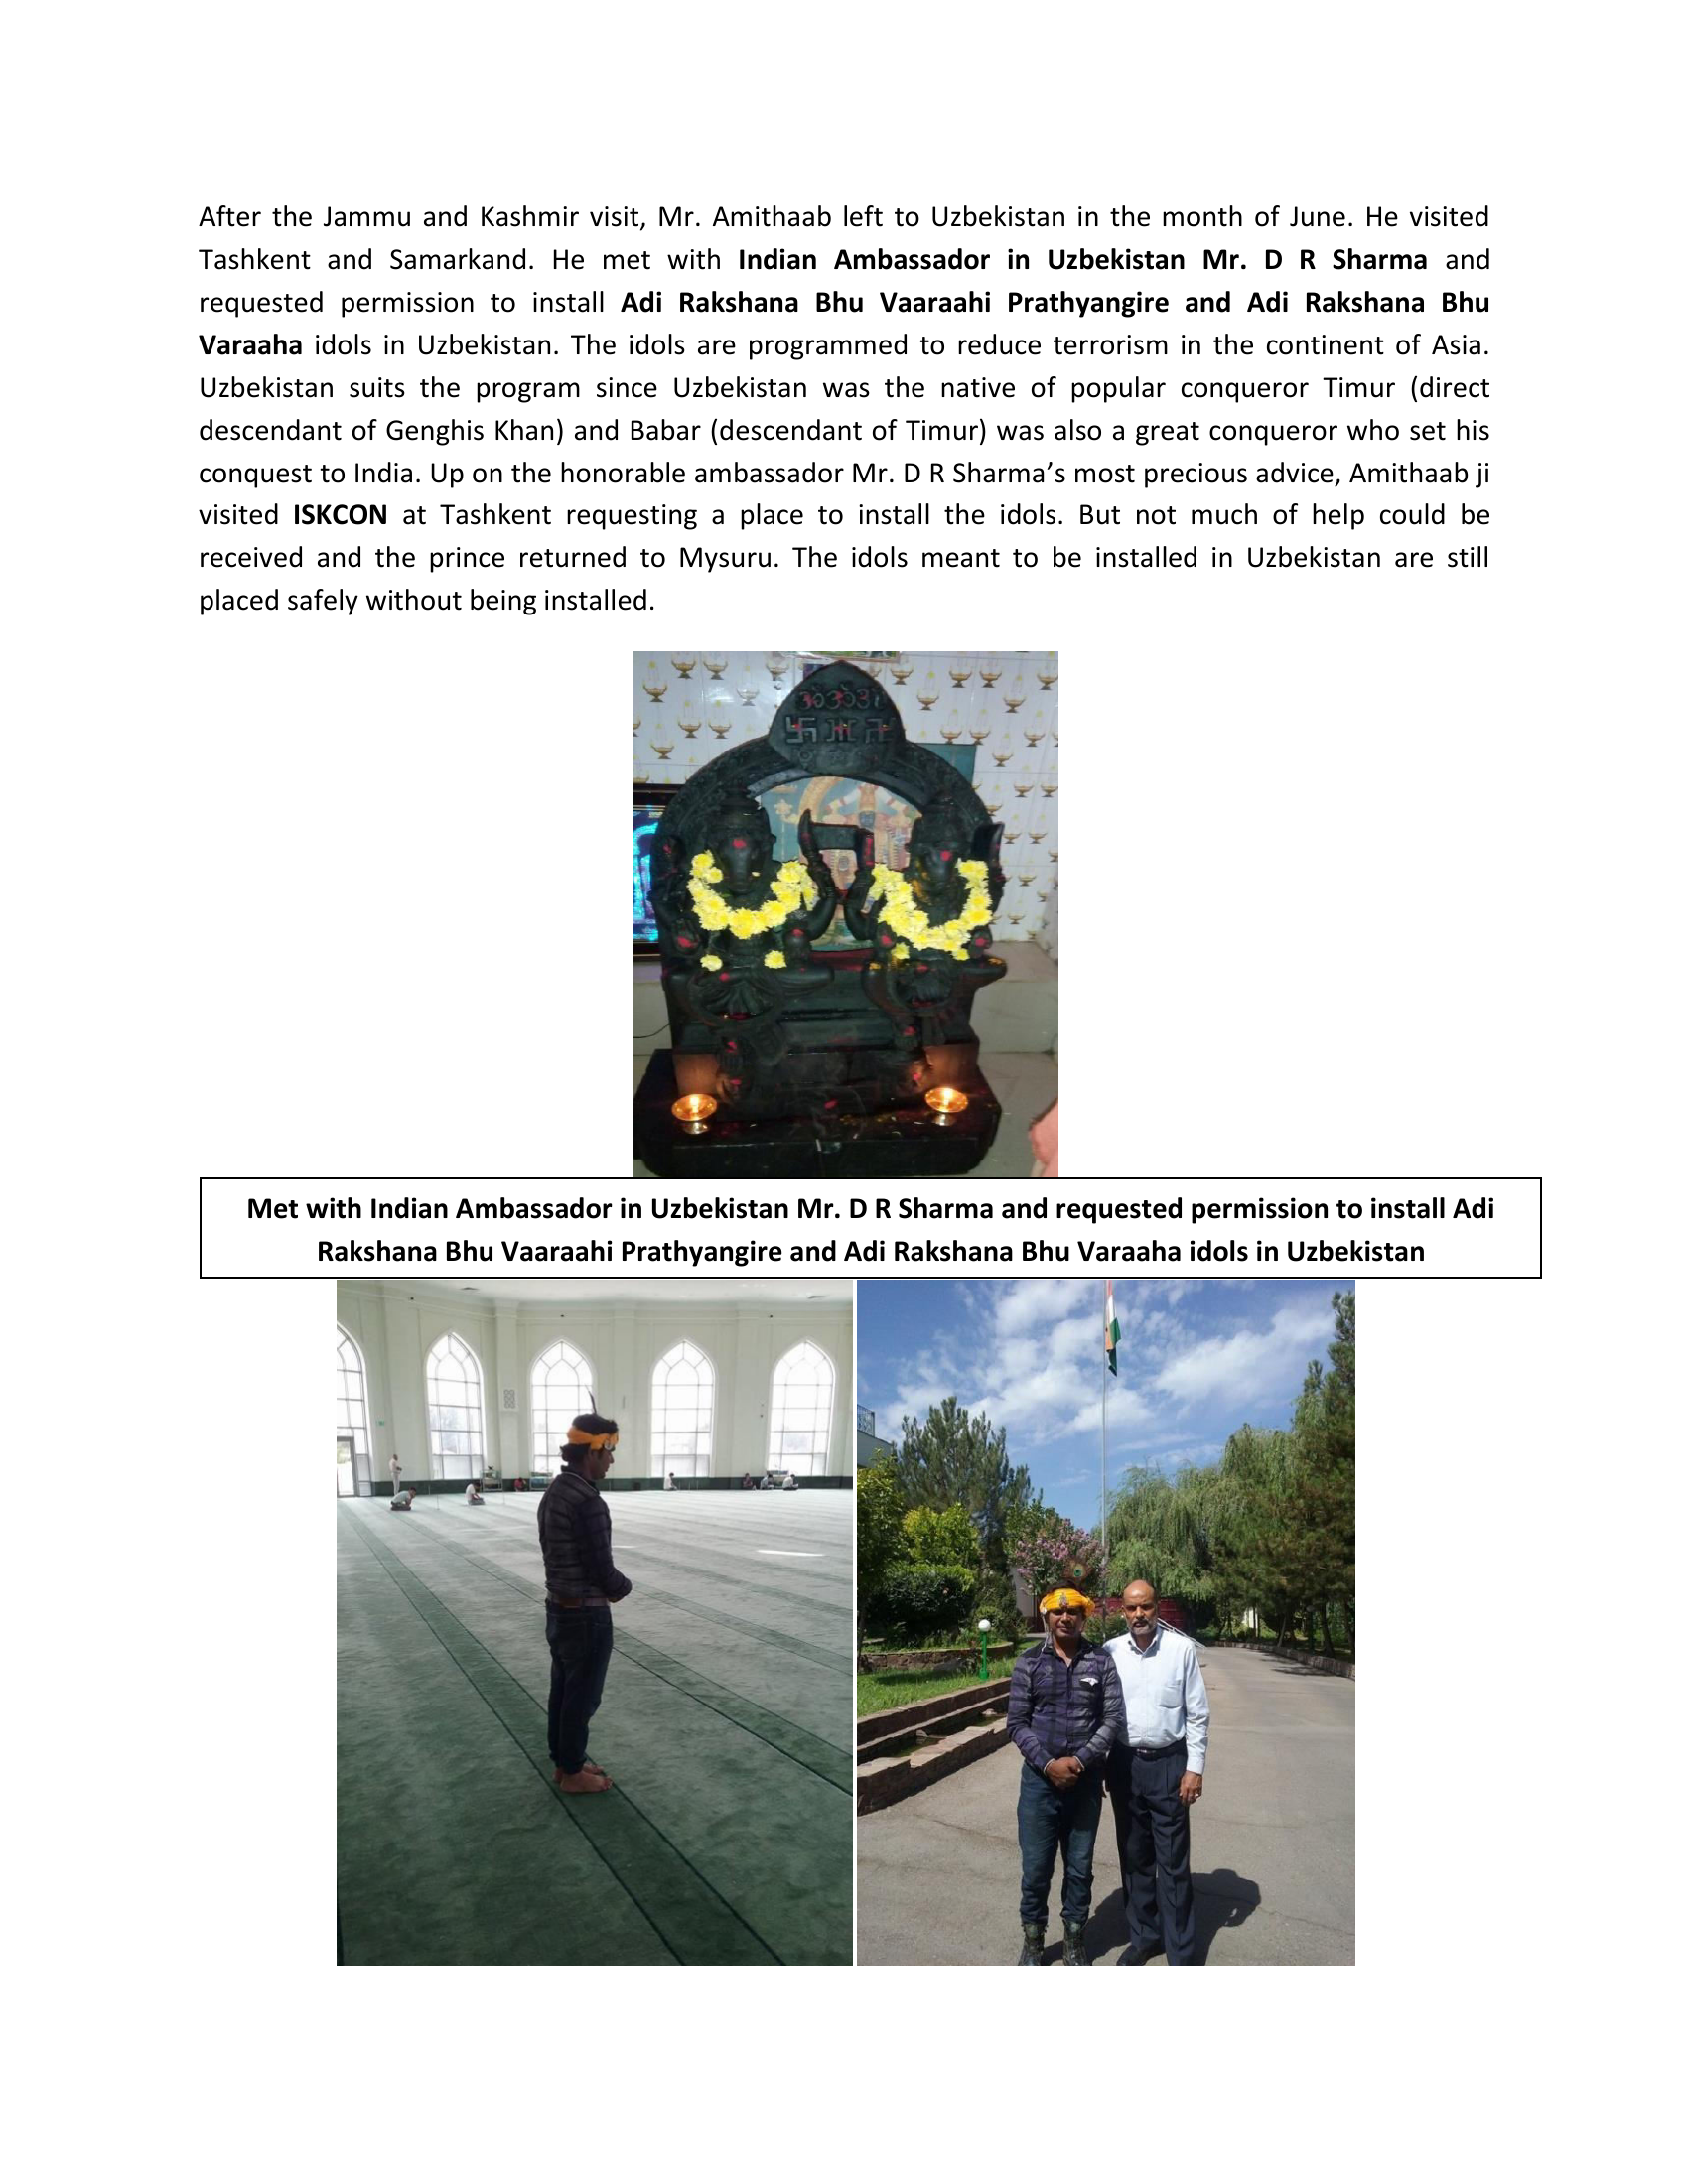 After the Jammu and Kashmir visit, Mr. Amithaab left to Uzbekistan in the month of June. He visited
Tashkent and Samarkand. He met with Indian Ambassador in Uzbekistan Mr. D R Sharma and
requested permission to install Adi Rakshana Bhu Vaaraahi Prathyangire and Adi Rakshana Bhu
Varaaha idols in Uzbekistan. The idols are programmed to reduce terrorism in the continent of Asia.
Uzbekistan suits the program since Uzbekistan was the native of popular conqueror Timur (direct
descendant of Genghis Khan) and Babar (descendant of Timur) was also a great conqueror who set his
conquest to India. Up on the honorable ambassador Mr. D R Sharma’s most precious advice, Amithaab ji
visited ISKCON at Tashkent requesting a place to install the idols. But not much of help could be
received and the prince returned to Mysuru. The idols meant to be installed in Uzbekistan are still
placed safely without being installed.
Met with Indian Ambassador in Uzbekistan Mr. D R Sharma and requested permission to install Adi
Rakshana Bhu Vaaraahi Prathyangire and Adi Rakshana Bhu Varaaha idols in Uzbekistan